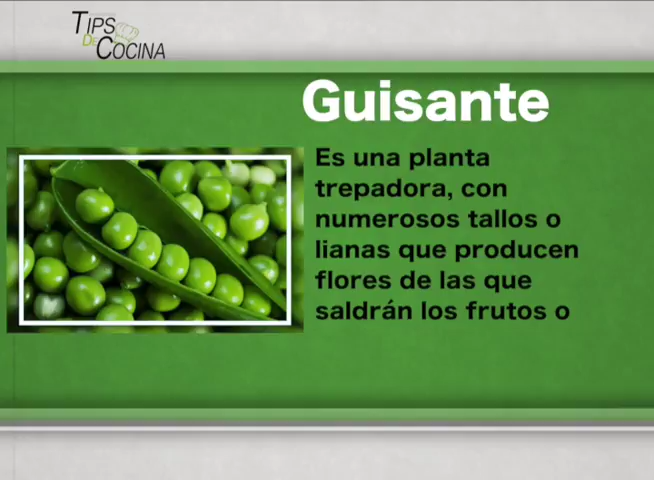 TIPS
DE
COCINA
Guisante
Es una planta
trepadora, con
numerosos tallos o
lianas que producen
flores de las que
saldrán los frutos o